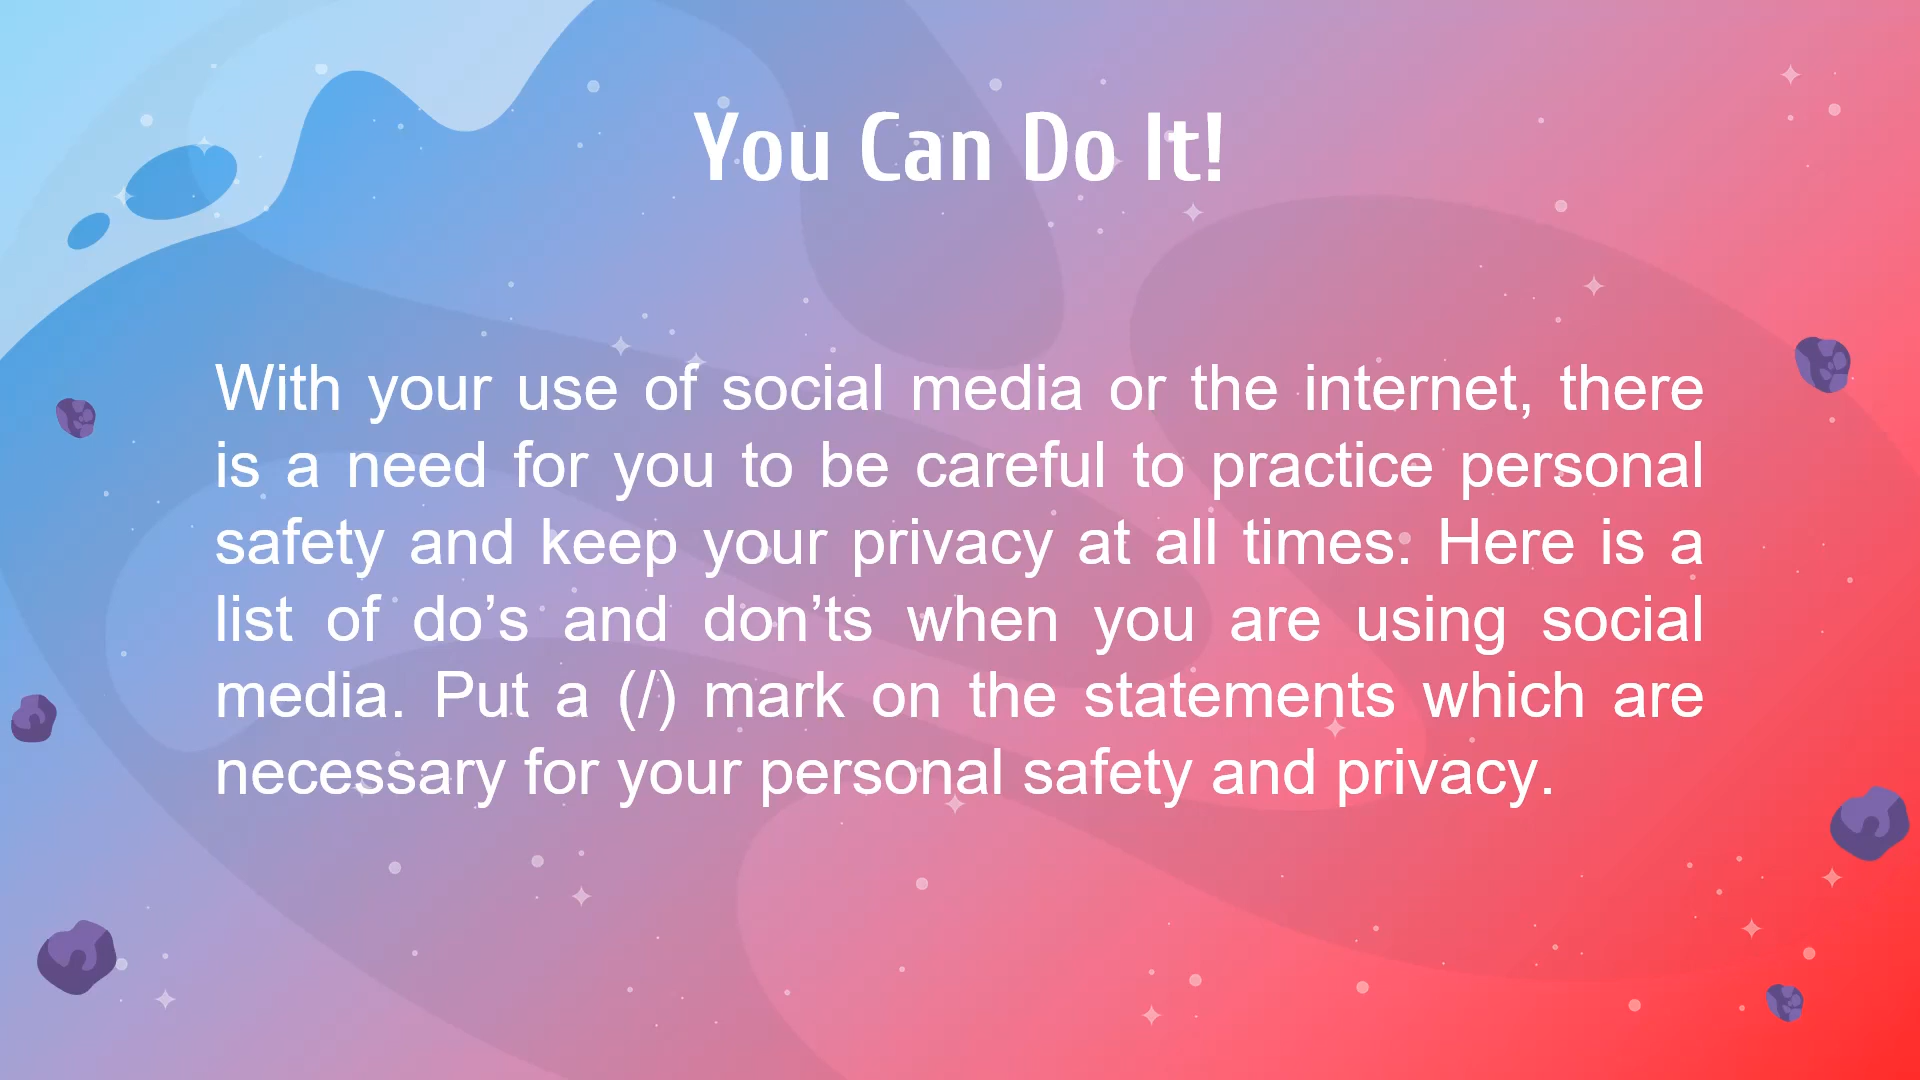 You Can Do It!
With your use of social media or the internet, there
is a need for you to be careful to practice personal
safety and keep your privacy at all times. Here is a
list of do’s and don’ts when you are using social
media. Put a (/) mark on the statements which are
necessary for your personal safety and privacy.